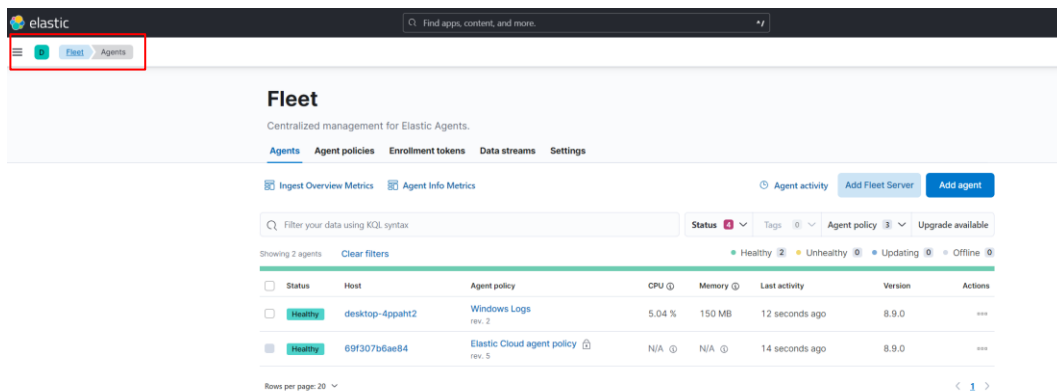 elastic
Find apps, content, and more.
*/
D Fleet Agents
Fleet
Centralized management for Elastic Agents.
Agents Agent policies Enrollment tokens Data streams Settings
Ingest Overview Metrics Agent Info Metrics Agent activity Add Fleet Server Add agent
Filter your data using KQL syntax Status 4 Tags 0 Agent policy 3 Upgrade available
Showing 2 agents Clear filters Healthy 2 Unhealthy 0 Updating 0 Offline 0
Status Host Agent policy CPU Memory Last activity Version Actions
Healthy desktop-4ppaht2 Windows Logs 5.04 % 150 MB 12 seconds ago 8.9.0
rev. 2
Healthy 69f307b6ae84 Elastic Cloud agent policy N/A N/A 14 seconds ago 8.9.0
rev. 5
Rows per page: 20 1